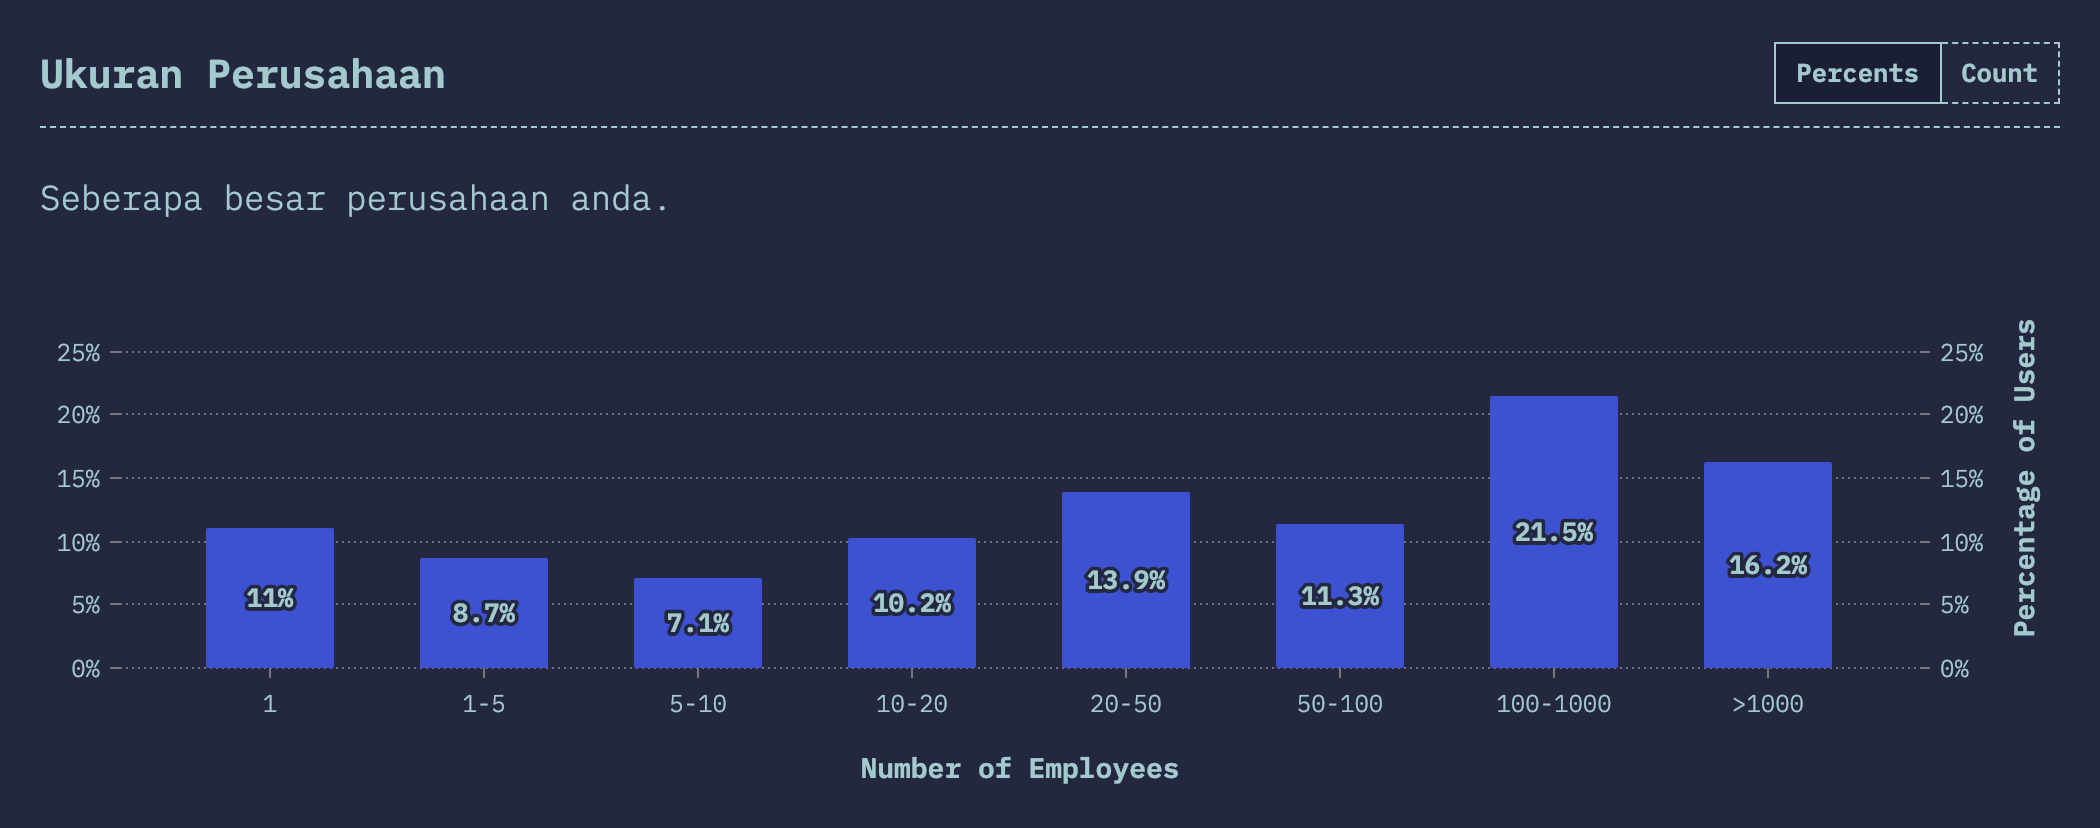 Ukuran Perusahaan
Percents Count
Seberapa besar perusahaan anda.
25% 25%
20% 20%
15% 15%
10% 10%
5% 5%
0% 0%
11% 8.7% 7.1% 10.2% 13.9% 11.3% 21.5% 16.2%
1 1-5 5-10 10-20 20-50 50-100 100-1000 >1000
Number of Employees
Percentage of Users